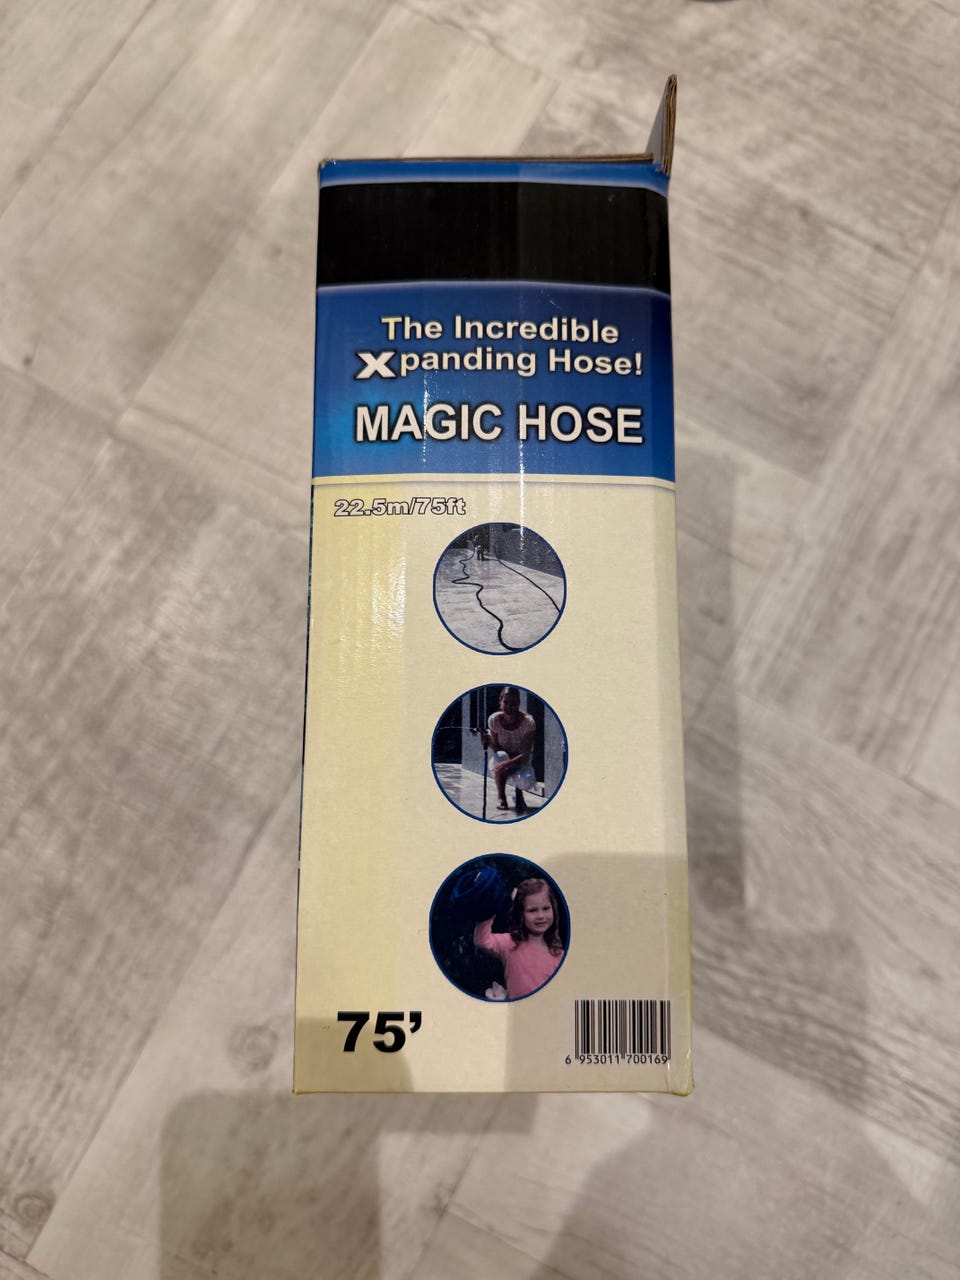 The Incredible
Xpanding Hose!
MAGIC HOSE
22.5m/75ft
75’
6 953011 700169